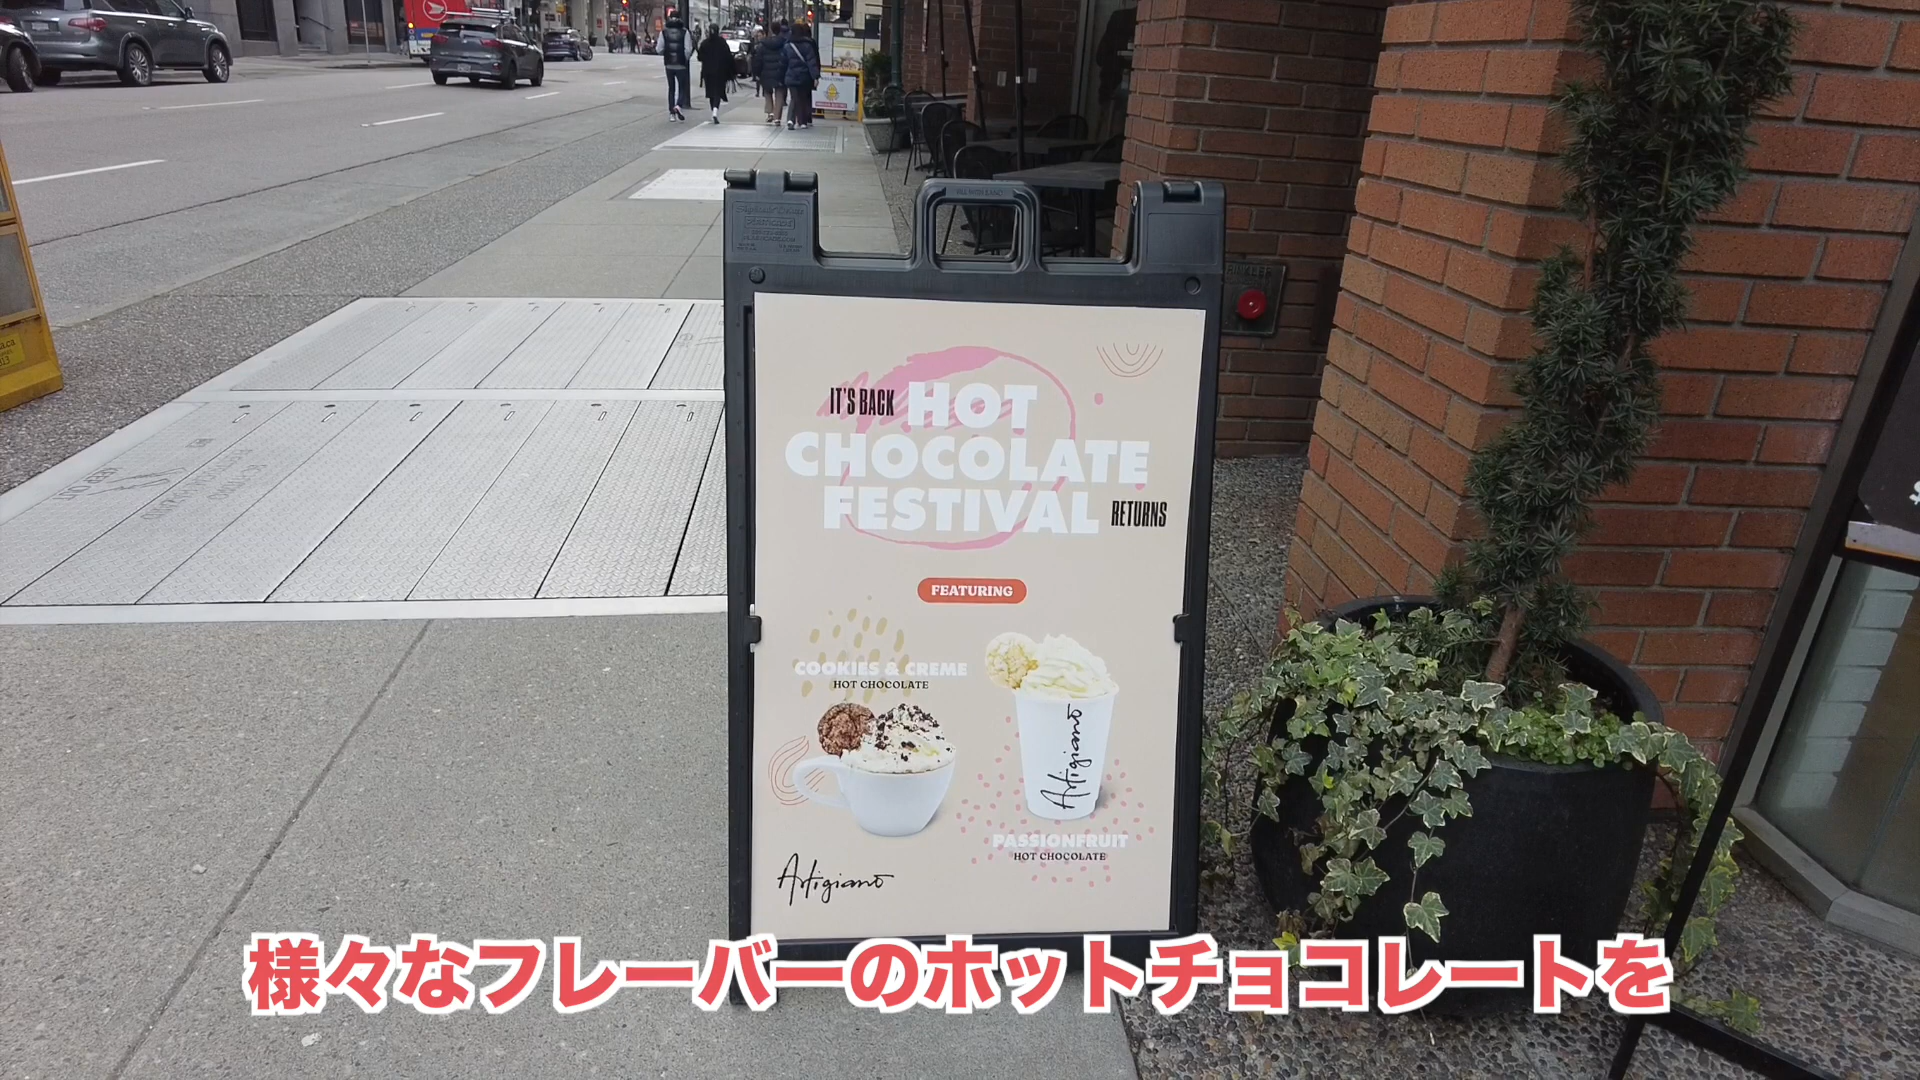 IT'S BACK HOT
CHOCOLATE
FESTIVAL RETURNS
FEATURING
COOKIES & CREME
HOT CHOCOLATE
Artigiano
PASSIONFRUIT
HOT CHOCOLATE
Artigiano
様々なフレーバーのホットチョコレートを